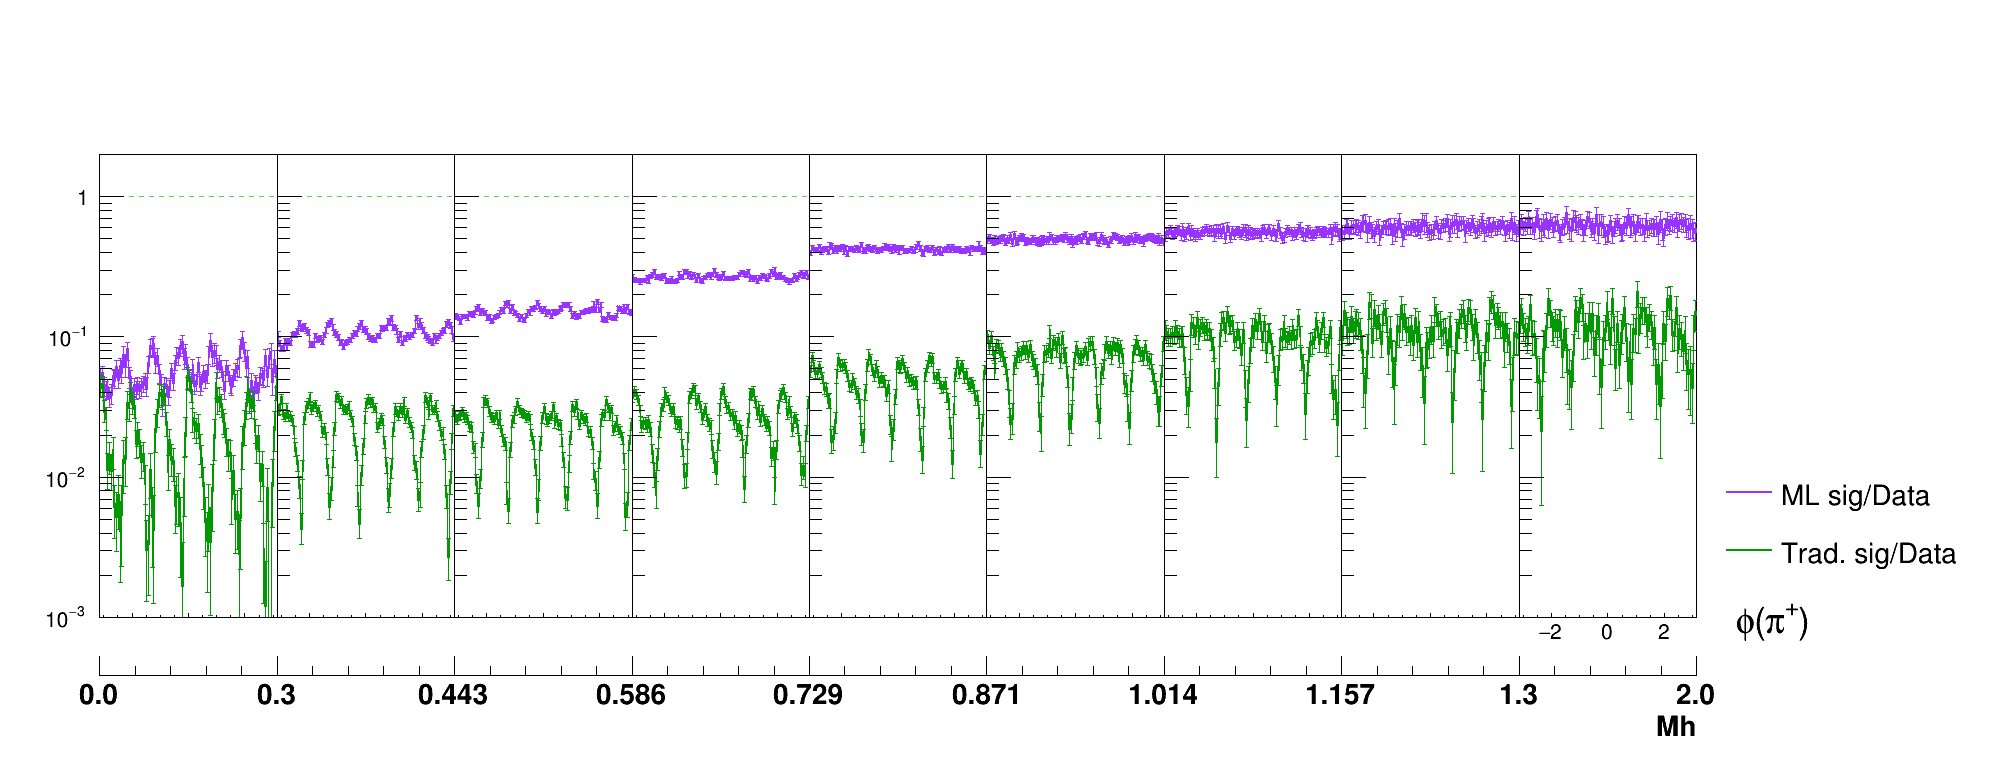 1
10⁻¹
10⁻²
10⁻³
ML sig/Data
Trad. sig/Data
ϕ(π⁺)
−2 0 2
0.0 0.3 0.443 0.586 0.729 0.871 1.014 1.157 1.3 2.0
Mh